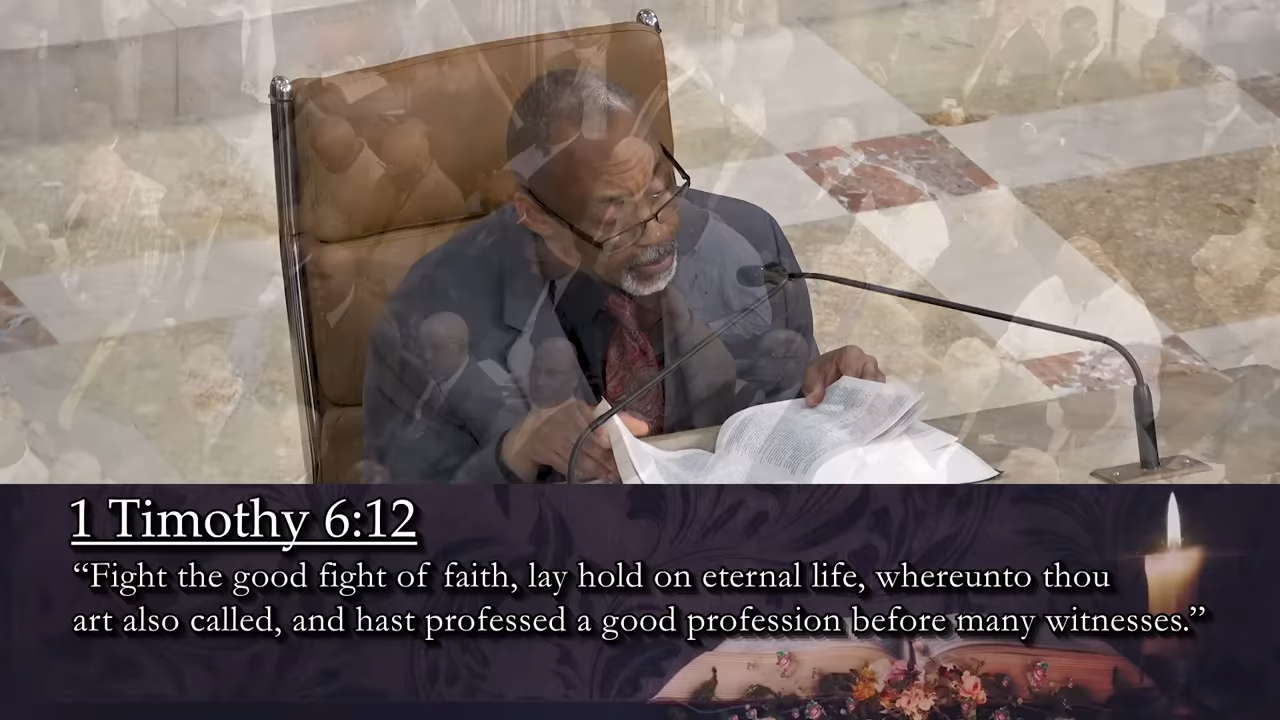 1 Timothy 6:12
“Fight the good fight of faith, lay hold on eternal life, whereunto thou
art also called, and hast professed a good profession before many witnesses.”